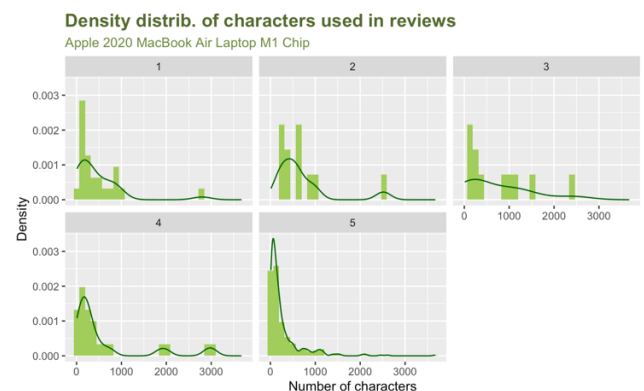 Density distrib. of characters used in reviews
Apple 2020 MacBook Air Laptop M1 Chip
1 2 3
0.003
0.002
0.001
0.000
0 1000 2000 3000
4 5
0.003
0.002
0.001
0.000
0 1000 2000 3000 0 1000 2000 3000
Density
Number of characters